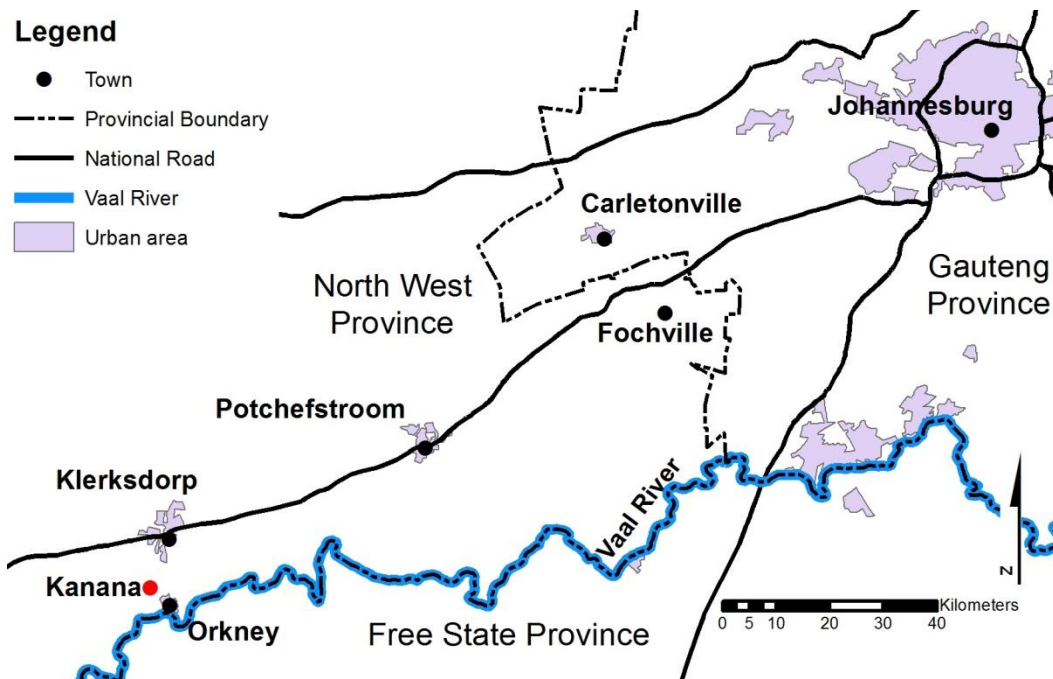 Legend
Town
Provincial Boundary
National Road
Vaal River
Urban area
Johannesburg
Carletonville
North West
Province
Gauteng
Province
Fochville
Potchefstroom
Klerksdorp
Vaal River
Kanana
Orkney
Free State Province
N
Kilometers
0 5 10 20 30 40